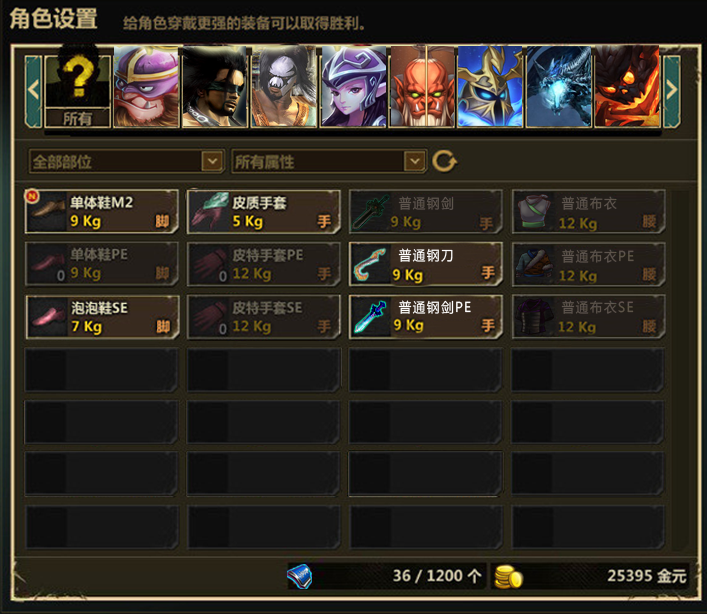 角色设置
给角色穿戴更强的装备可以取得胜利。
?
所有
全部部位
所有属性
N
单体鞋M2
9 Kg
脚
皮质手套
5 Kg
手
普通钢剑
9 Kg
手
普通布衣
12 Kg
腰
单体鞋PE
0
9 Kg
脚
皮特手套PE
0
12 Kg
手
普通钢刀
9 Kg
手
普通布衣PE
12 Kg
腰
泡泡鞋SE
7 Kg
脚
皮特手套SE
0
12 Kg
手
普通钢剑PE
9 Kg
手
普通布衣SE
12 Kg
腰
36 / 1200 个
25395 金元